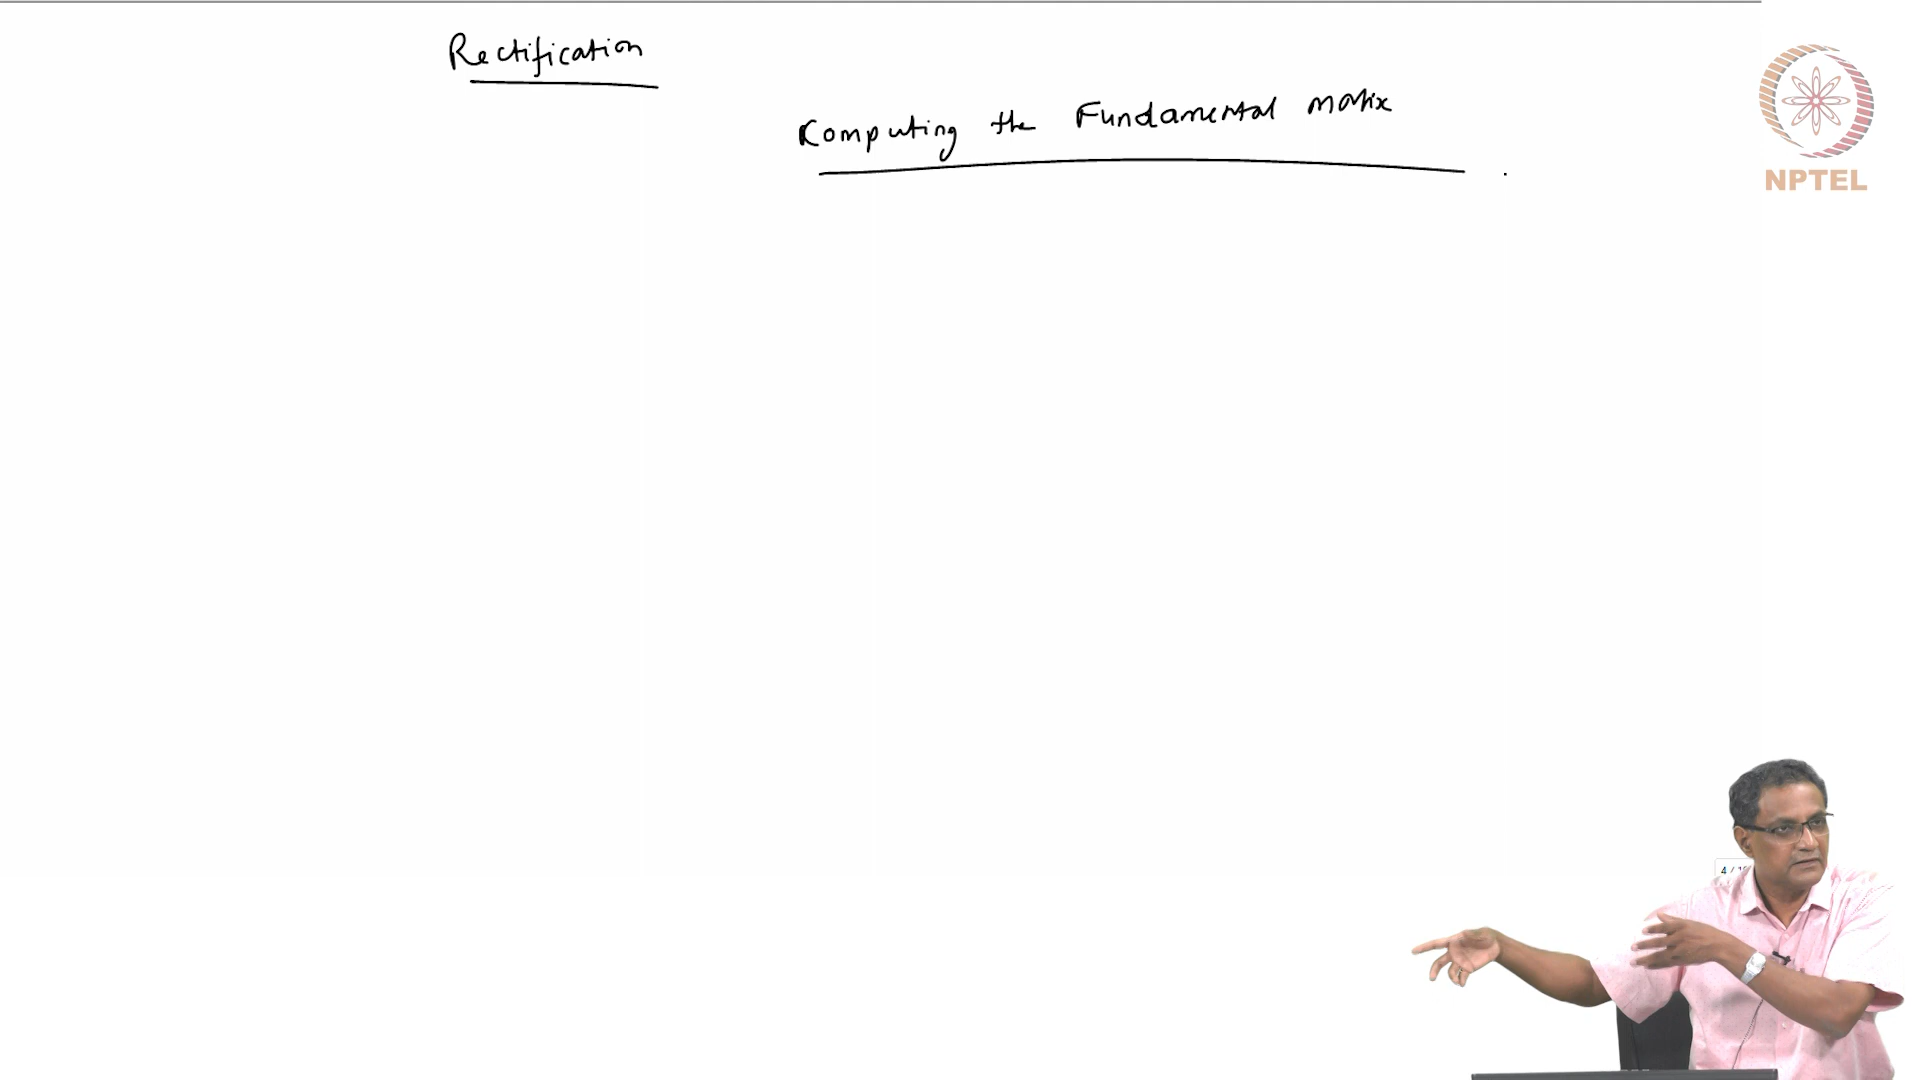 Rectification
Computing the Fundamental matrix
NPTEL